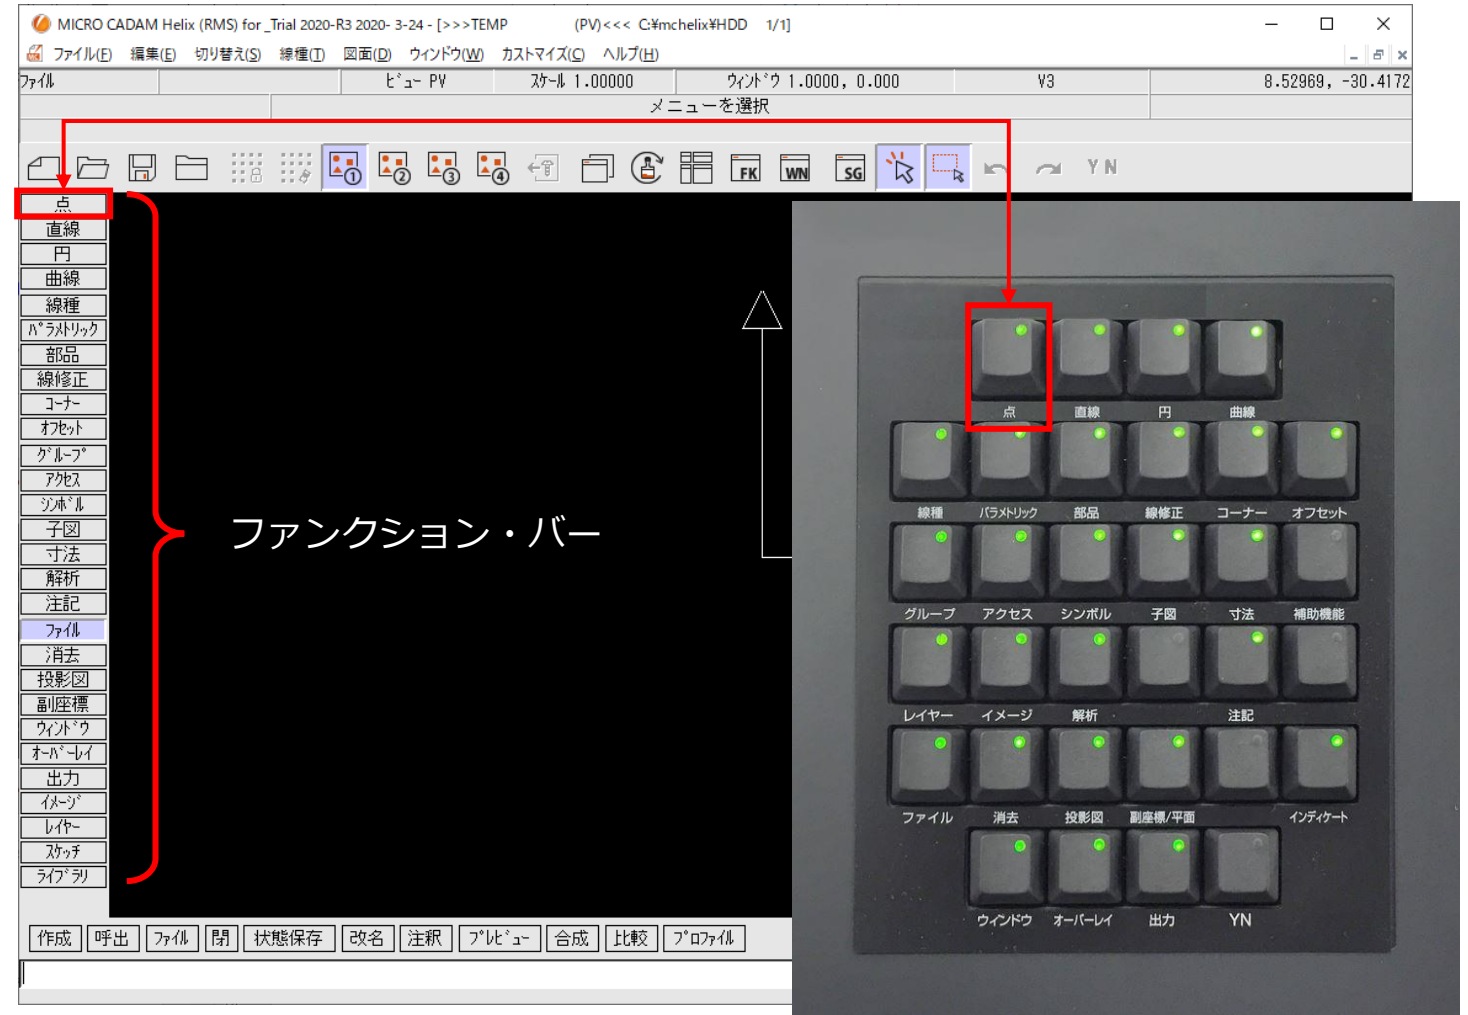 MICRO CADAM Helix (RMS) for _Trial 2020-R3 2020- 3-24 - [>>>TEMP (PV)<<< C:¥mchelix¥HDD 1/1]
ファイル(F) 編集(E) 切り替え(S) 線種(T) 図面(D) ウィンドウ(W) カストマイズ(C) ヘルプ(H)
ファイル ビュー PV スケール 1.00000 ウィンドウ 1.0000, 0.000 V3 8.52969, -30.4172
メニューを選択
① ② ③ ④ FK WN SG Y N
点
直線
円
曲線
線種
パラメトリック
部品
線修正
コーナー
オフセット
グループ
アクセス
シンボル
子図
寸法
解析
注記
ファイル
消去
投影図
副座標
ウィンドウ
オーバーレイ
出力
イメージ
レイヤー
スケッチ
ライブラリ
ファンクション・バー
点 直線 円 曲線
線種 パラメトリック 部品 線修正 コーナー オフセット
グループ アクセス シンボル 子図 寸法 補助機能
レイヤー イメージ 解析 注記
ファイル 消去 投影図 副座標/平面 インディケート
ウィンドウ オーバーレイ 出力 YN
作成 呼出 ファイル 閉 状態保存 改名 注釈 プレビュー 合成 比較 プロファイル